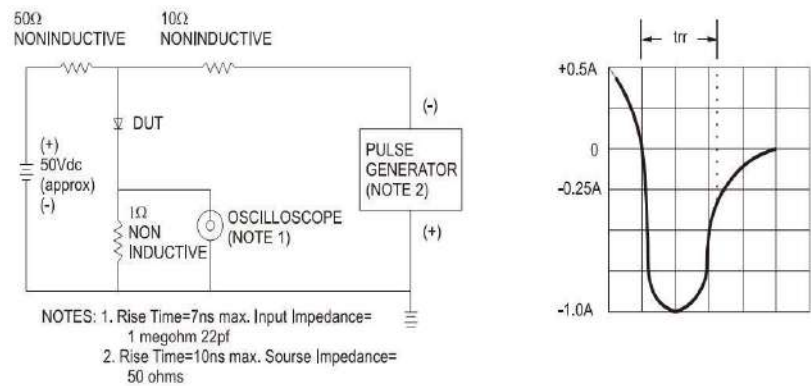 50Ω
NONINDUCTIVE
10Ω
NONINDUCTIVE
DUT
(+)
50Vdc
(approx)
(-)
1Ω
NON
INDUCTIVE
OSCILLOSCOPE
(NOTE 1)
(-)
PULSE
GENERATOR
(NOTE 2)
(+)
NOTES: 1. Rise Time=7ns max. Input Impedance=
1 megohm 22pf
2. Rise Time=10ns max. Sourse Impedance=
50 ohms
trr
+0.5A
0
-0.25A
-1.0A